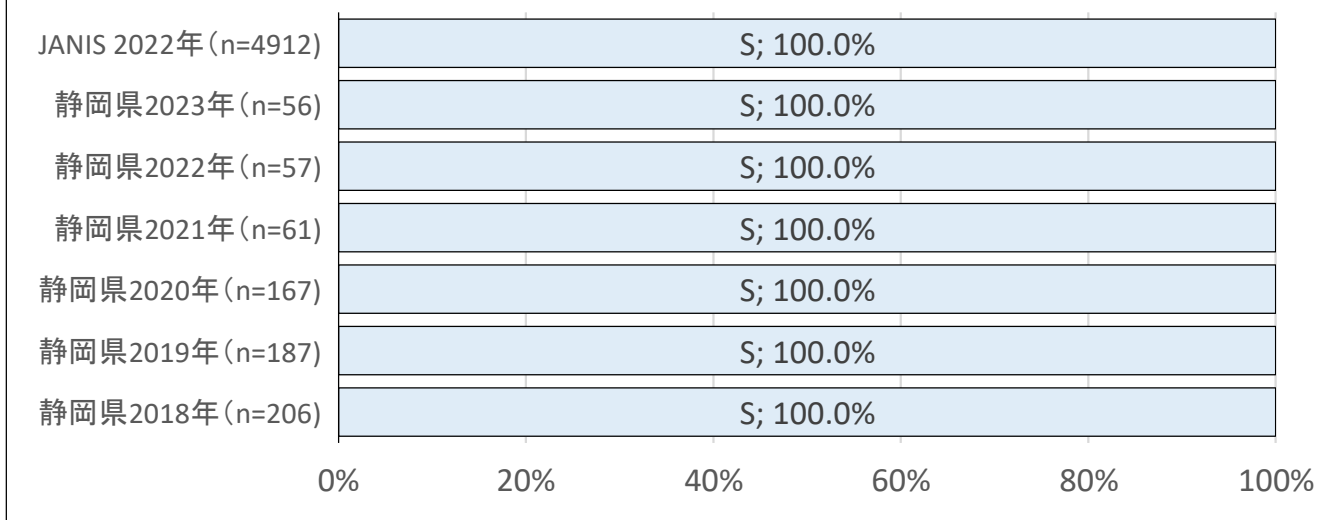 JANIS 2022年（n=4912) S; 100.0%
静岡県2023年（n=56) S; 100.0%
静岡県2022年（n=57) S; 100.0%
静岡県2021年（n=61) S; 100.0%
静岡県2020年（n=167) S; 100.0%
静岡県2019年（n=187) S; 100.0%
静岡県2018年（n=206) S; 100.0%
0% 20% 40% 60% 80% 100%